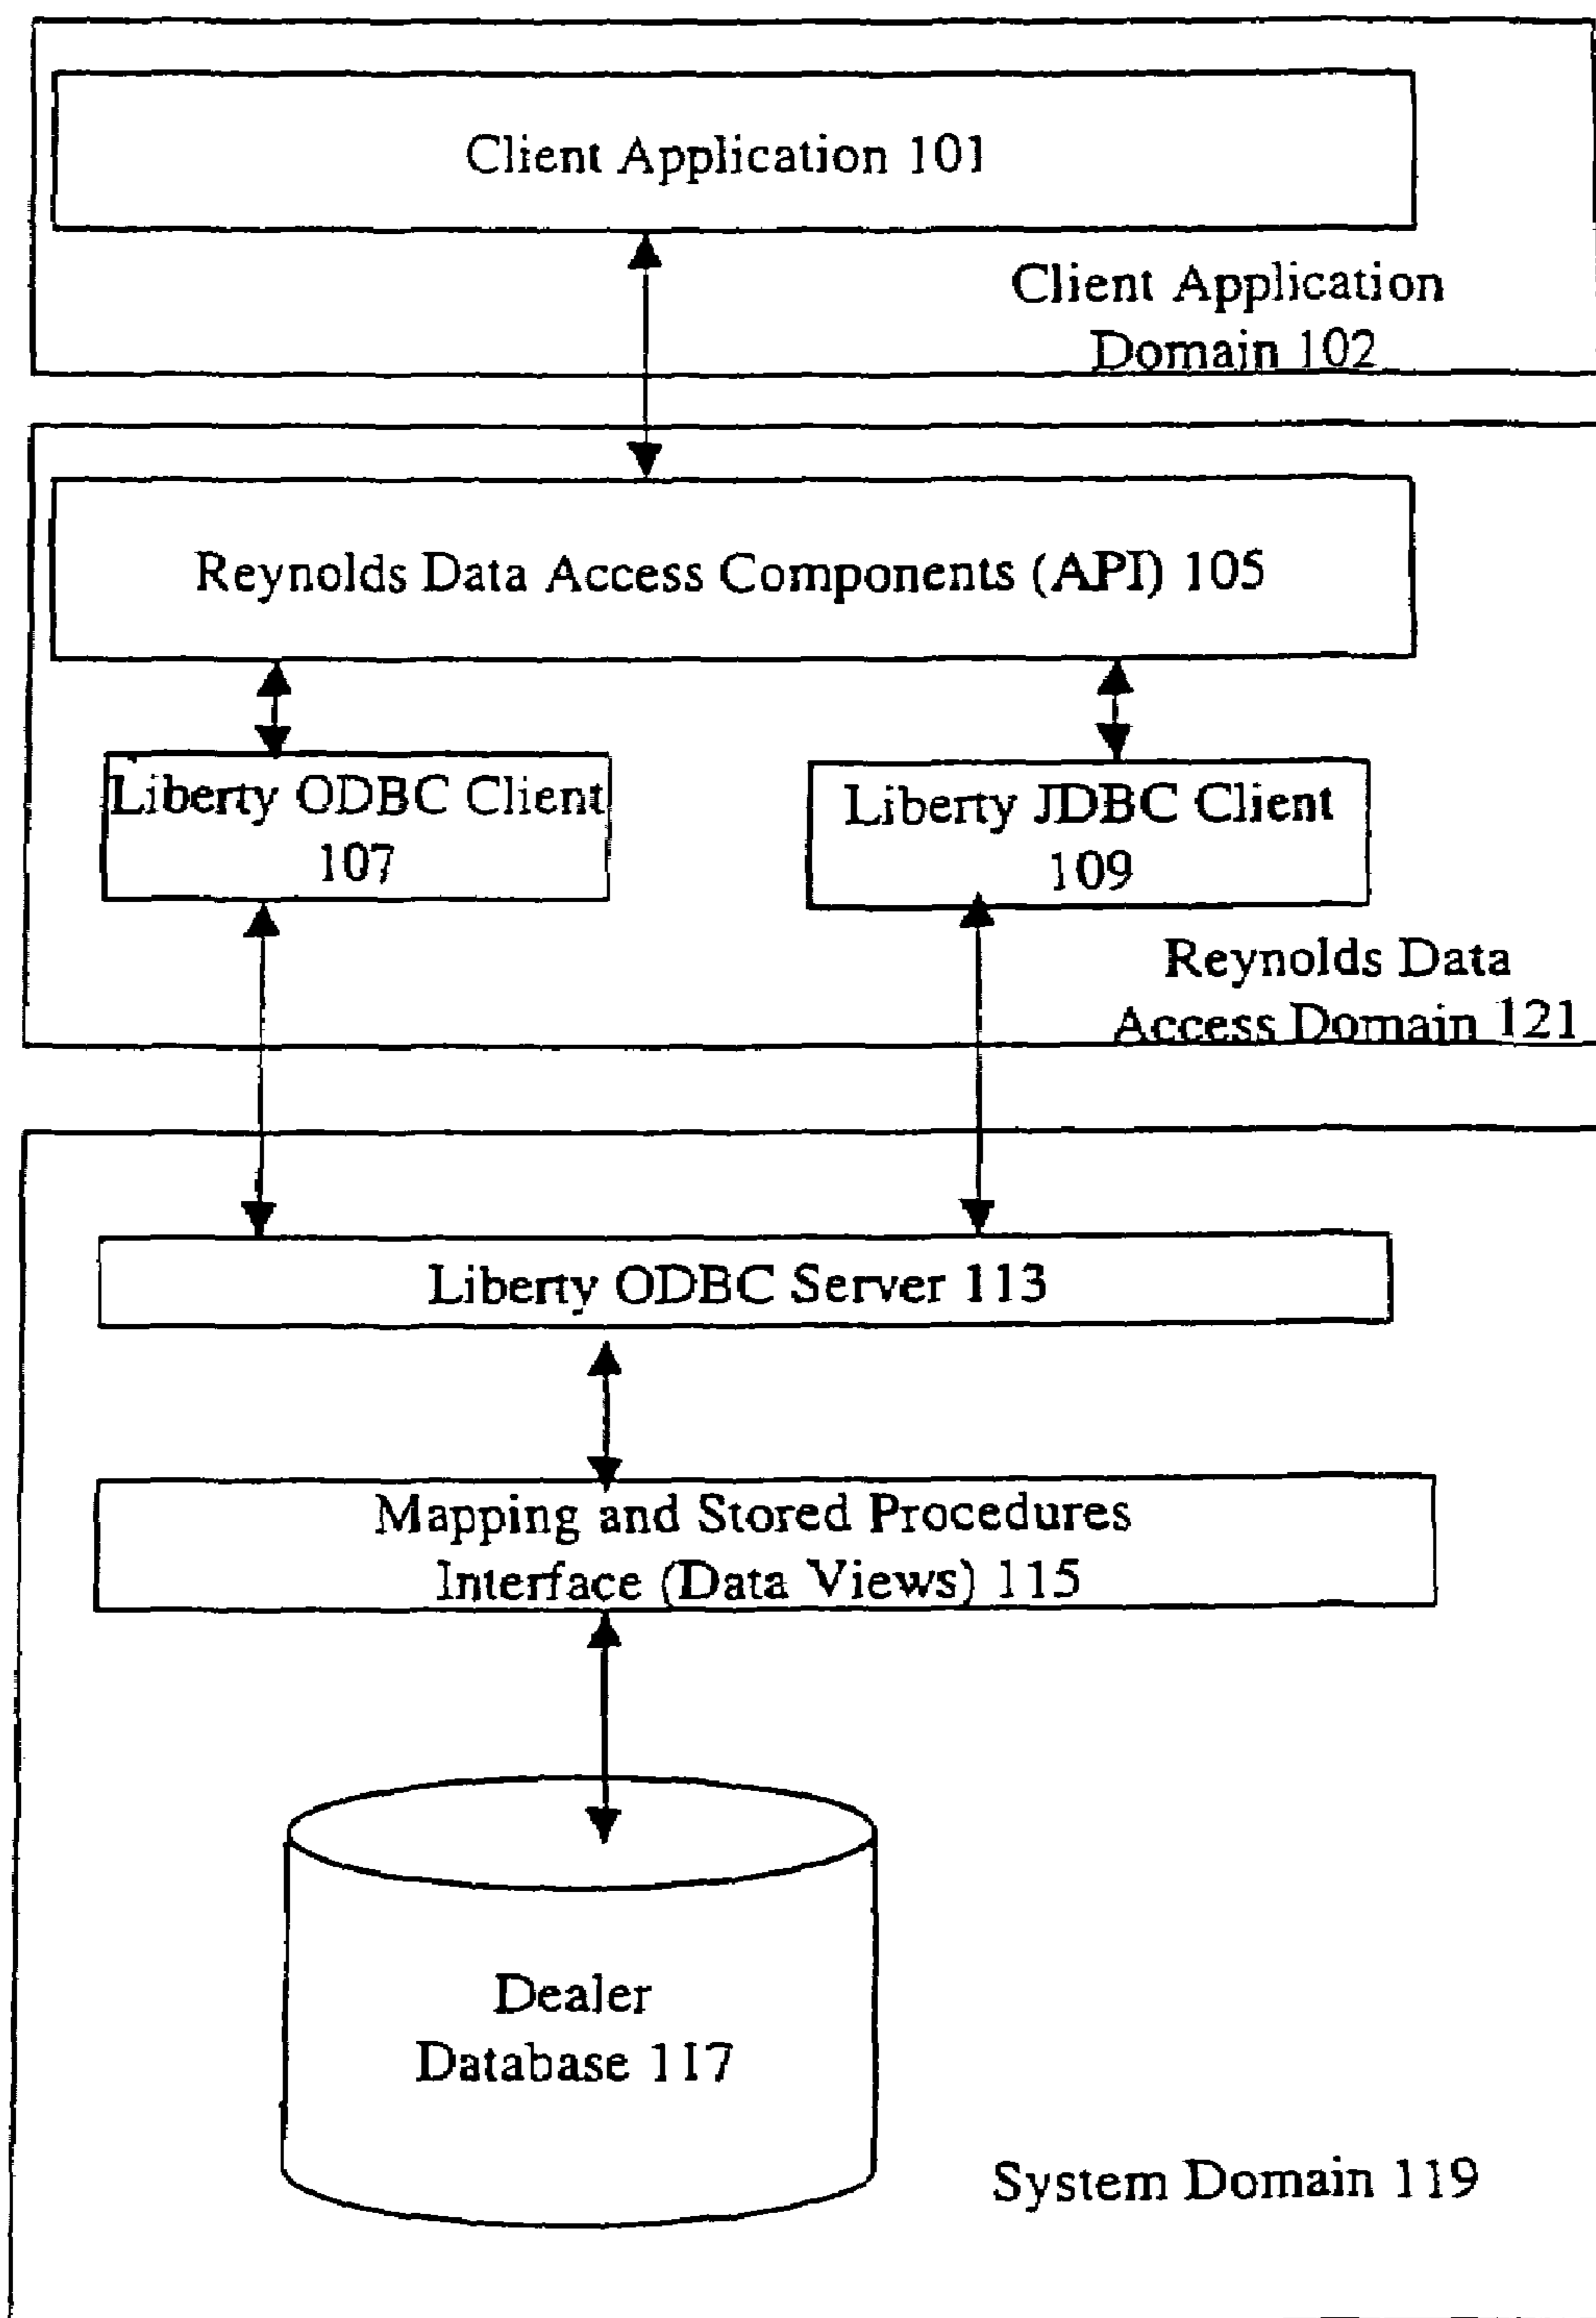 Client Application 101
Client Application
Domain 102
Reynolds Data Access Components (API) 105
Liberty ODBC Client
107
Liberty JDBC Client
109
Reynolds Data
Access Domain 121
Liberty ODBC Server 113
Mapping and Stored Procedures
Interface (Data Views) 115
Dealer
Database 117
System Domain 119